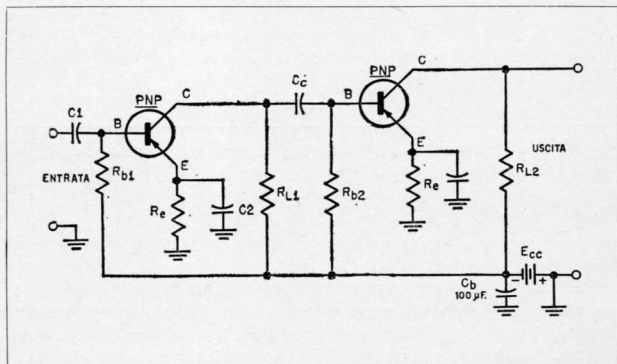 PNP
C
Cc
B
PNP
C
C1
B
E
E
USCITA
ENTRATA
Rb1
Re
C2
RL1
Rb2
Re
RL2
Ecc
Cb
100 µF.
- +